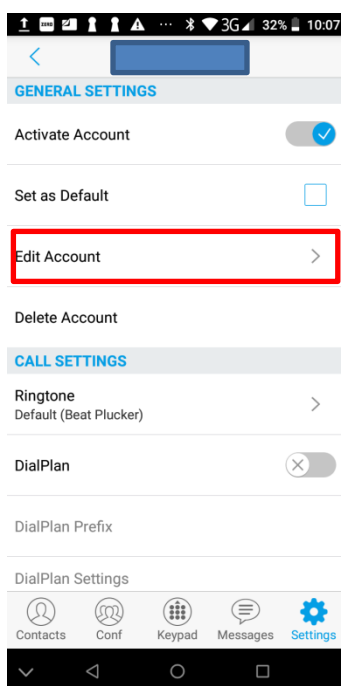 3G 32% 10:07
GENERAL SETTINGS
Activate Account
Set as Default
Edit Account
Delete Account
CALL SETTINGS
Ringtone
Default (Beat Plucker)
DialPlan
DialPlan Prefix
DialPlan Settings
Contacts Conf Keypad Messages Settings